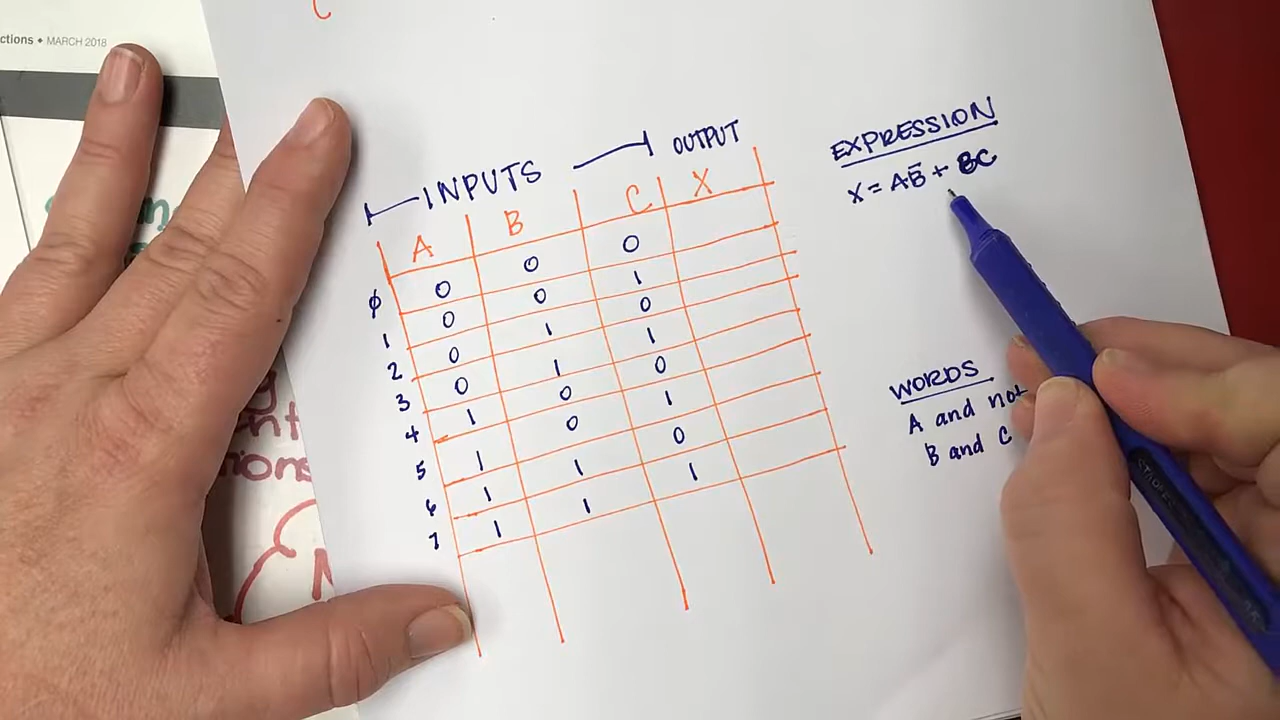 ctions • MARCH 2018
INPUTS OUTPUT
A B C X
0 0 0 0
1 0 0 1
2 0 1 0
3 0 1 1
4 1 0 0
5 1 0 1
6 1 1 0
7 1 1 1
EXPRESSION
X = AB̅ + BC
WORDS
A and not
B and C